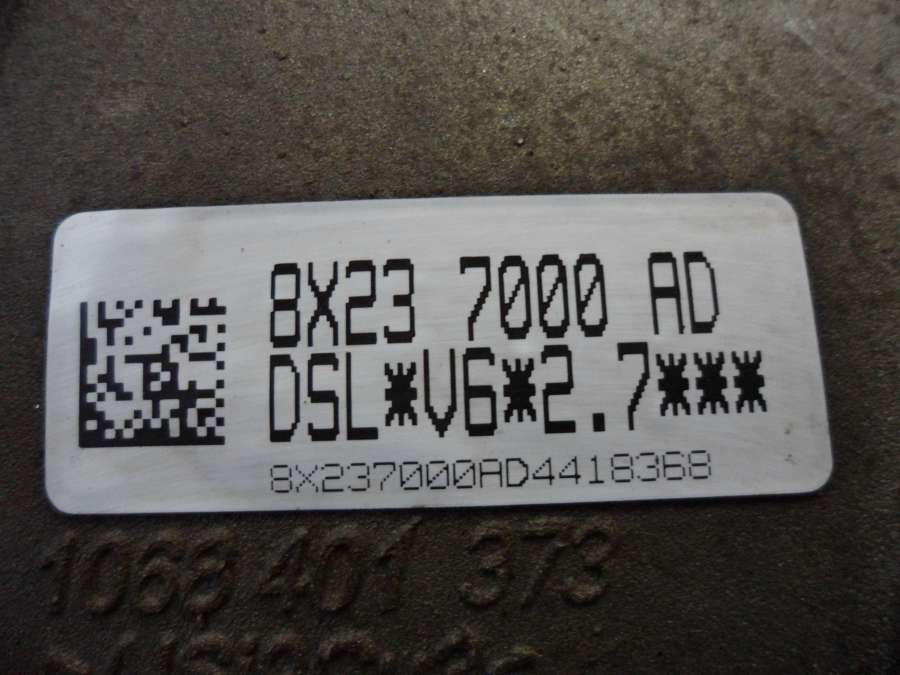 8X23 7000 AD
DSL*V6*2.7***
8X237000AD4418368
1068 401 373